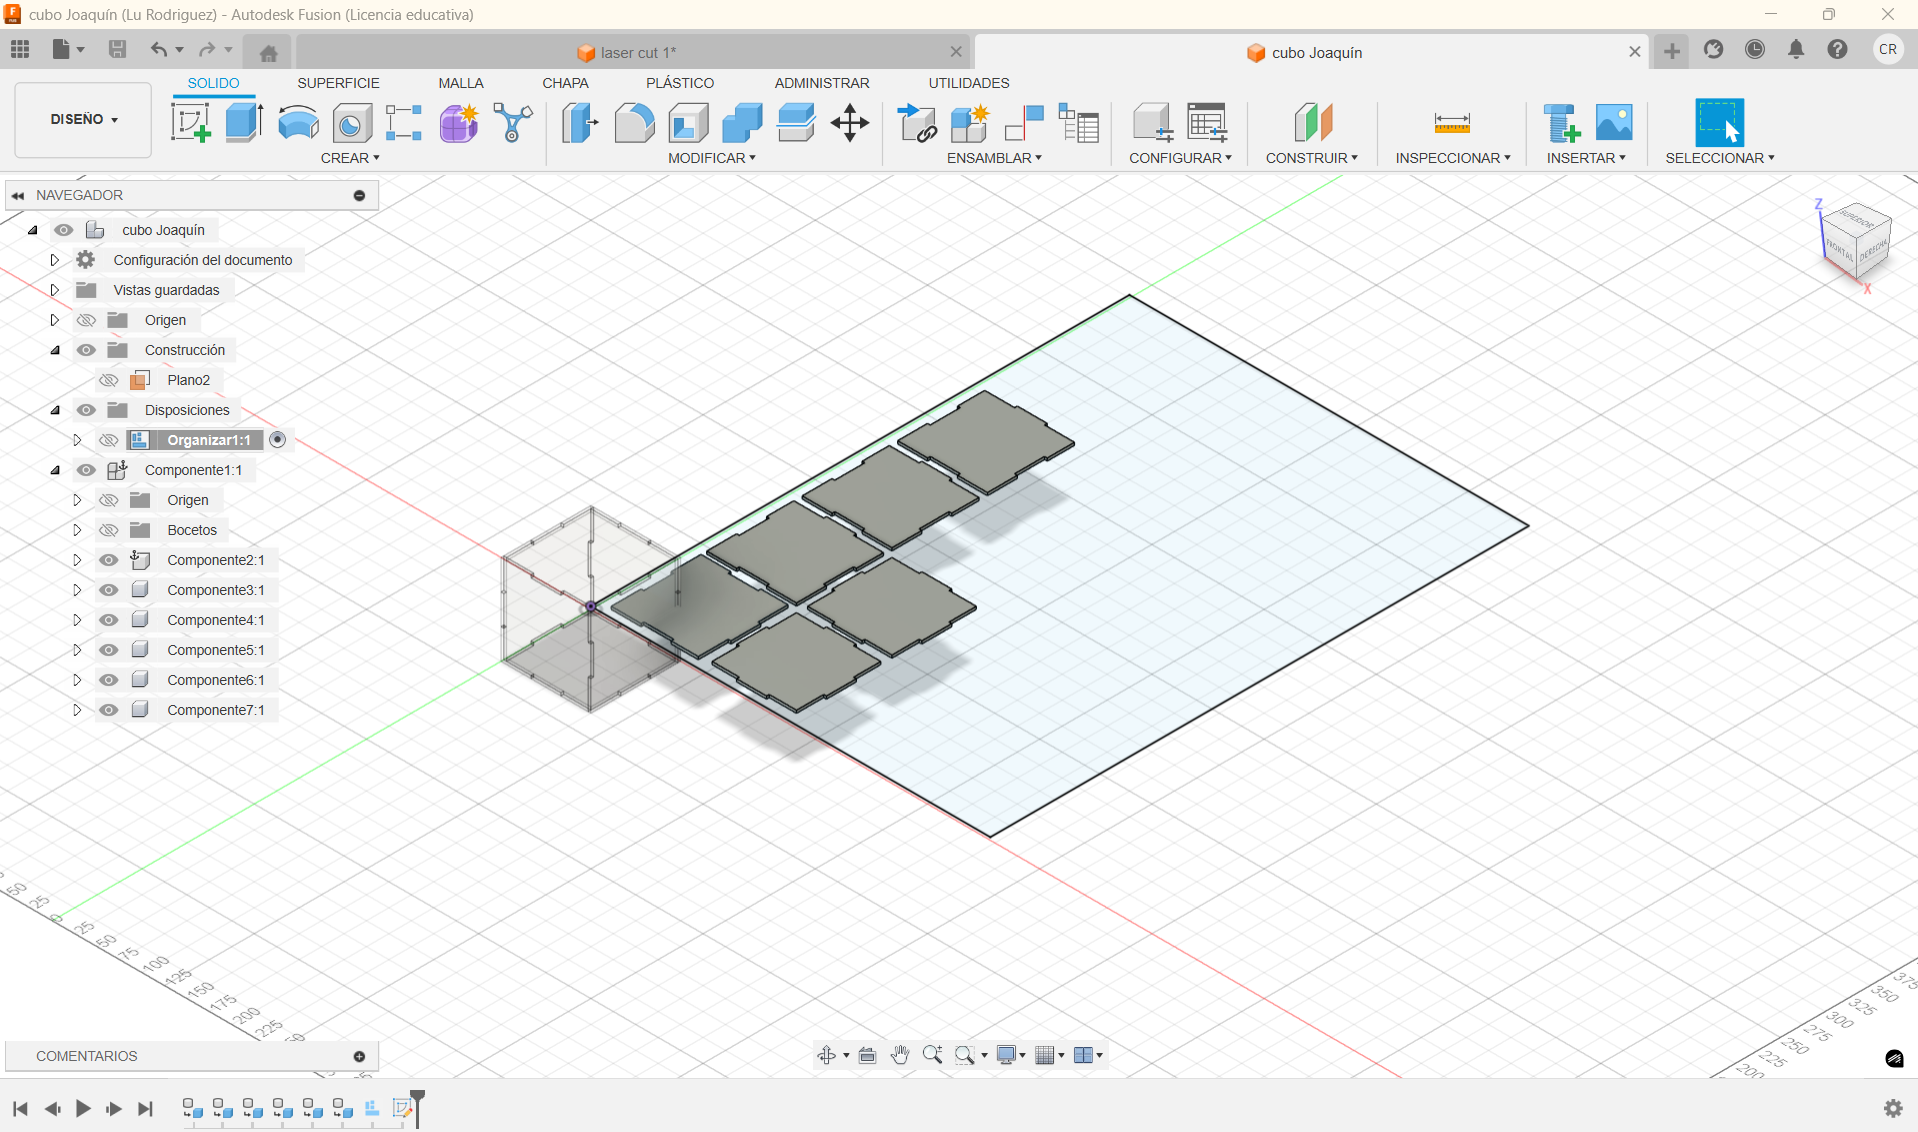 cubo Joaquín (Lu Rodriguez) - Autodesk Fusion (Licencia educativa)
laser cut 1*
cubo Joaquín
CR
DISEÑO
SOLIDO
SUPERFICIE
MALLA
CHAPA
PLÁSTICO
ADMINISTRAR
UTILIDADES
CREAR
MODIFICAR
ENSAMBLAR
CONFIGURAR
CONSTRUIR
INSPECCIONAR
INSERTAR
SELECCIONAR
NAVEGADOR
cubo Joaquín
Configuración del documento
Vistas guardadas
Origen
Construcción
Plano2
Disposiciones
Organizar1:1
Componente1:1
Origen
Bocetos
Componente2:1
Componente3:1
Componente4:1
Componente5:1
Componente6:1
Componente7:1
Z
SUPERIOR
FRONTAL
DERECHA
X
50
25
0
25
50
75
100
125
150
175
200
225
375
350
325
300
275
250
225
200
COMENTARIOS